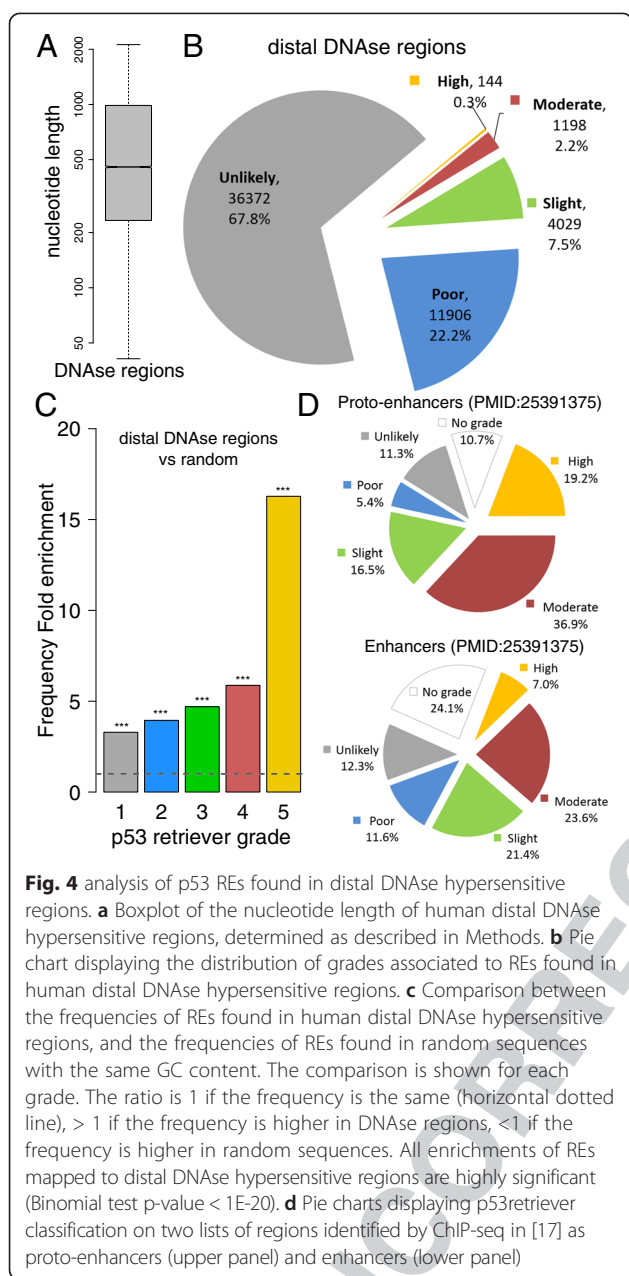 A
nucleotide length
2000
1000
500
200
100
50
DNAse regions
B
distal DNAse regions
High, 144
0.3%
Moderate,
1198
2.2%
Unlikely,
36372
67.8%
Slight,
4029
7.5%
Poor,
11906
22.2%
C
distal DNAse regions
vs random
Frequency Fold enrichment
20
15
10
5
0
***
***
***
***
***
1 2 3 4 5
p53 retriever grade
D
Proto-enhancers (PMID:25391375)
No grade
10.7%
Unlikely
11.3%
High
19.2%
Poor
5.4%
Slight
16.5%
Moderate
36.9%
Enhancers (PMID:25391375)
High
7.0%
No grade
24.1%
Unlikely
12.3%
Moderate
23.6%
Poor
11.6%
Slight
21.4%
Fig. 4 analysis of p53 REs found in distal DNAse hypersensitive
regions. a Boxplot of the nucleotide length of human distal DNAse
hypersensitive regions, determined as described in Methods. b Pie
chart displaying the distribution of grades associated to REs found in
human distal DNAse hypersensitive regions. c Comparison between
the frequencies of REs found in human distal DNAse hypersensitive
regions, and the frequencies of REs found in random sequences
with the same GC content. The comparison is shown for each
grade. The ratio is 1 if the frequency is the same (horizontal dotted
line), > 1 if the frequency is higher in DNAse regions, <1 if the
frequency is higher in random sequences. All enrichments of REs
mapped to distal DNAse hypersensitive regions are highly significant
(Binomial test p-value < 1E-20). d Pie charts displaying p53retriever
classification on two lists of regions identified by ChIP-seq in [17] as
proto-enhancers (upper panel) and enhancers (lower panel)